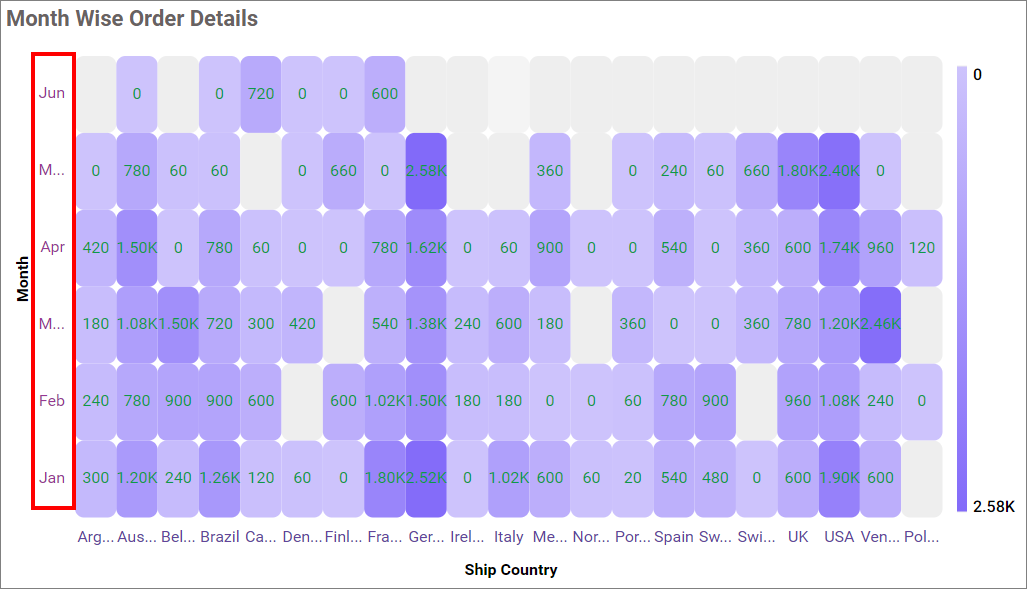 Month Wise Order Details
0
Jun 0 0 720 0 0 600
M... 0 780 60 60 0 660 0 2.58K 360 0 240 60 660 1.80K 2.40K 0
Apr 420 1.50K 0 780 60 0 0 780 1.62K 0 60 900 0 0 540 0 360 600 1.74K 960 120
Month
M... 180 1.08K 1.50K 720 300 420 540 1.38K 240 600 180 360 0 0 360 780 1.20K 2.46K
Feb 240 780 900 900 600 600 1.02K 1.50K 180 180 0 0 60 780 900 960 1.08K 240 0
Jan 300 1.20K 240 1.26K 120 60 0 1.80K 2.52K 0 1.02K 600 60 20 540 480 0 600 1.90K 600
2.58K
Arg... Aus... Bel... Brazil Ca... Den... Finl... Fra... Ger... Irel... Italy Me... Nor... Por... Spain Sw... Swi... UK USA Ven... Pol...
Ship Country